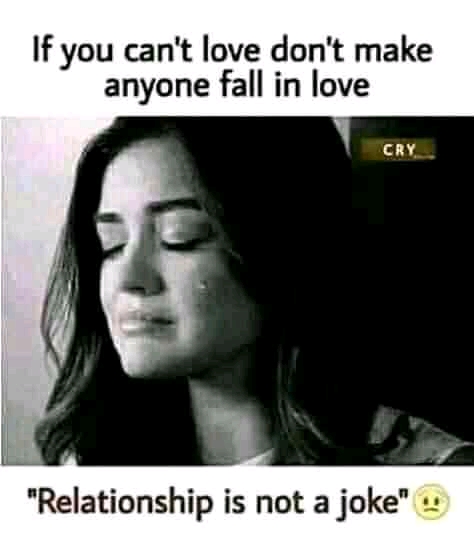 If you can't love don't make
anyone fall in love
CRY
"Relationship is not a joke"